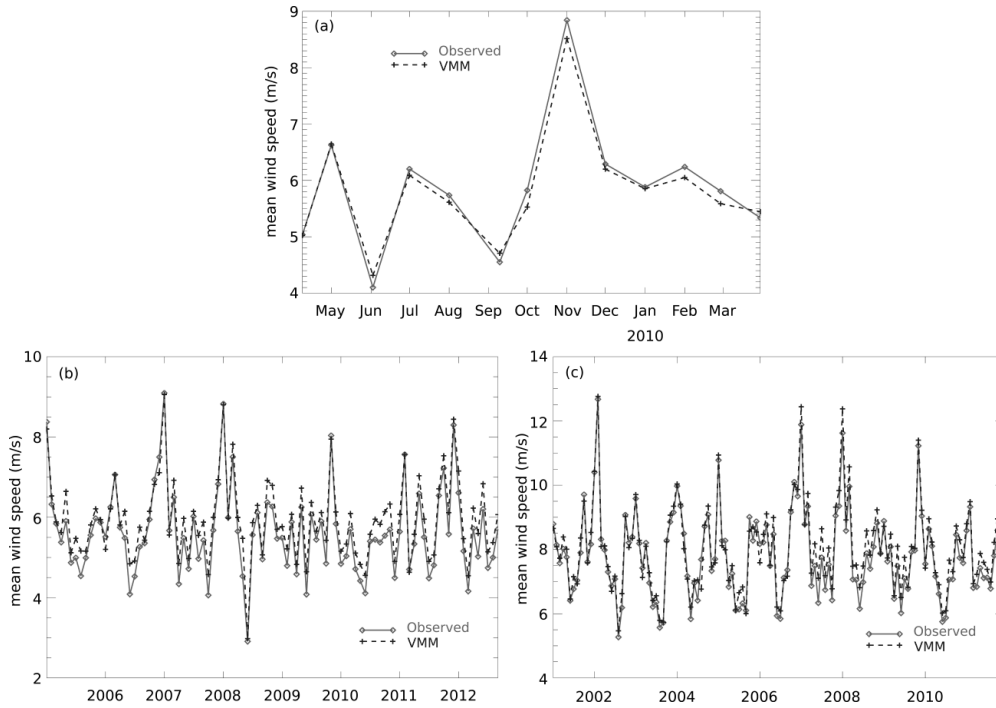 (a)
9
8
7
6
5
4
mean wind speed (m/s)
Observed
VMM
May Jun Jul Aug Sep Oct Nov Dec Jan Feb Mar
2010
(b)
10
8
6
4
2
mean wind speed (m/s)
Observed
VMM
2006 2007 2008 2009 2010 2011 2012
(c)
14
12
10
8
6
4
mean wind speed (m/s)
Observed
VMM
2002 2004 2006 2008 2010